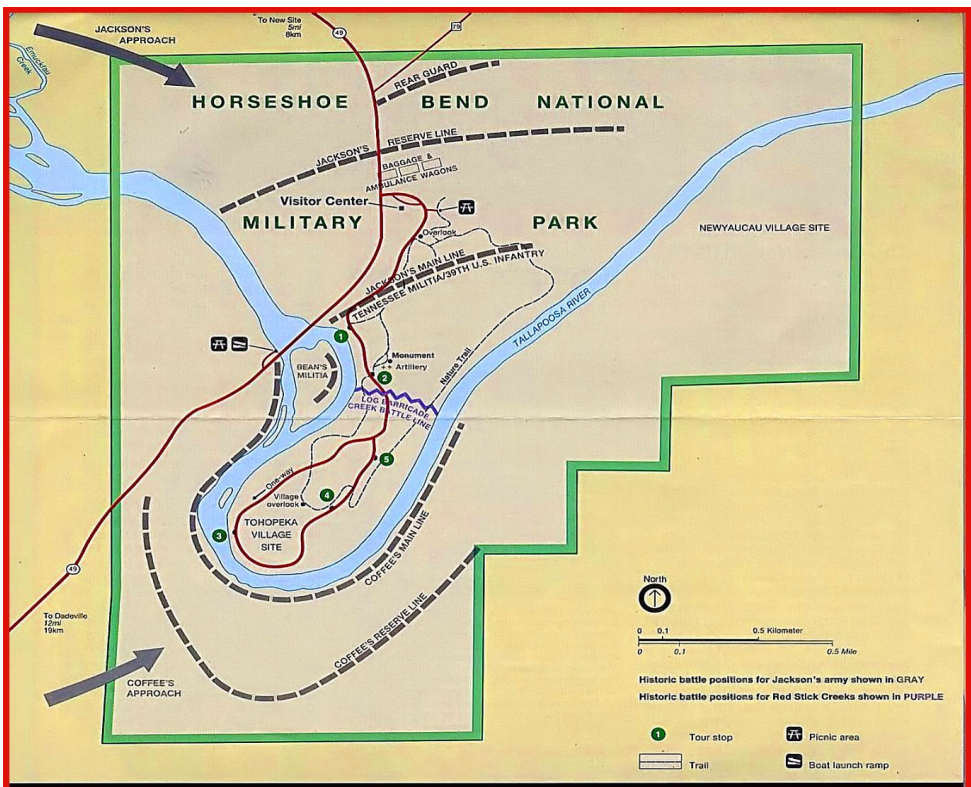 To New Site
5mi
8km
49
79
JACKSON'S
APPROACH
Emuckfau
Creek
REAR GUARD
HORSESHOE BEND NATIONAL
JACKSON'S RESERVE LINE
BAGGAGE &
AMBULANCE WAGONS
Visitor Center
MILITARY PARK
Overlook
NEWYAUCAU VILLAGE SITE
JACKSON'S MAIN LINE
TENNESSEE MILITIA/39TH U.S. INFANTRY
TALLAPOOSA RIVER
1
BEAN'S
MILITIA
Monument
Artillery
Nature Trail
2
LOG BARRICADE
CREEK BATTLE LINE
5
One-way
4
Village
overlook
3
TOHOPEKA
VILLAGE
SITE
COFFEE'S MAIN LINE
COFFEE'S RESERVE LINE
49
To Dadeville
12mi
19km
COFFEE'S
APPROACH
North
0 0.1 0.5 Kilometer
0 0.1 0.5 Mile
Historic battle positions for Jackson's army shown in GRAY
Historic battle positions for Red Stick Creeks shown in PURPLE
1 Tour stop
Picnic area
Trail
Boat launch ramp